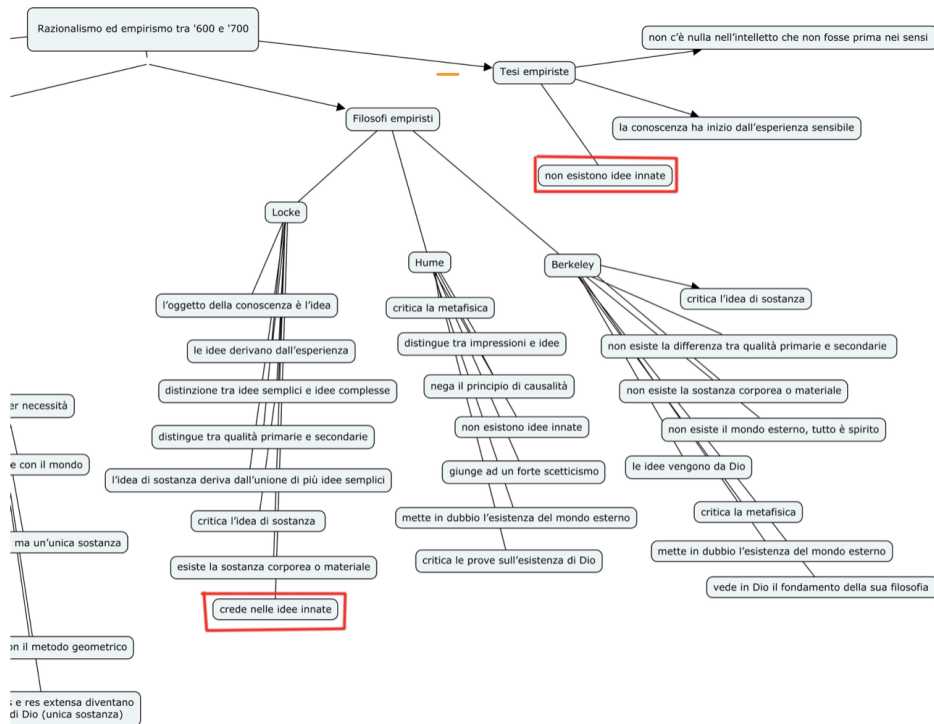 Razionalismo ed empirismo tra '600 e '700
non c'è nulla nell'intelletto che non fosse prima nei sensi
Tesi empiriste
Filosofi empiristi
la conoscenza ha inizio dall'esperienza sensibile
non esistono idee innate
Locke
Hume
Berkeley
critica l'idea di sostanza
l'oggetto della conoscenza è l'idea
critica la metafisica
distingue tra impressioni e idee
non esiste la differenza tra qualità primarie e secondarie
le idee derivano dall'esperienza
nega il principio di causalità
distinzione tra idee semplici e idee complesse
non esiste la sostanza corporea o materiale
er necessità
non esistono idee innate
non esiste il mondo esterno, tutto è spirito
distingue tra qualità primarie e secondarie
e con il mondo
giunge ad un forte scetticismo
le idee vengono da Dio
l'idea di sostanza deriva dall'unione di più idee semplici
critica l'idea di sostanza
mette in dubbio l'esistenza del mondo esterno
critica la metafisica
ma un'unica sostanza
critica le prove sull'esistenza di Dio
mette in dubbio l'esistenza del mondo esterno
esiste la sostanza corporea o materiale
vede in Dio il fondamento della sua filosofia
crede nelle idee innate
on il metodo geometrico
s e res extensa diventano
di Dio (unica sostanza)